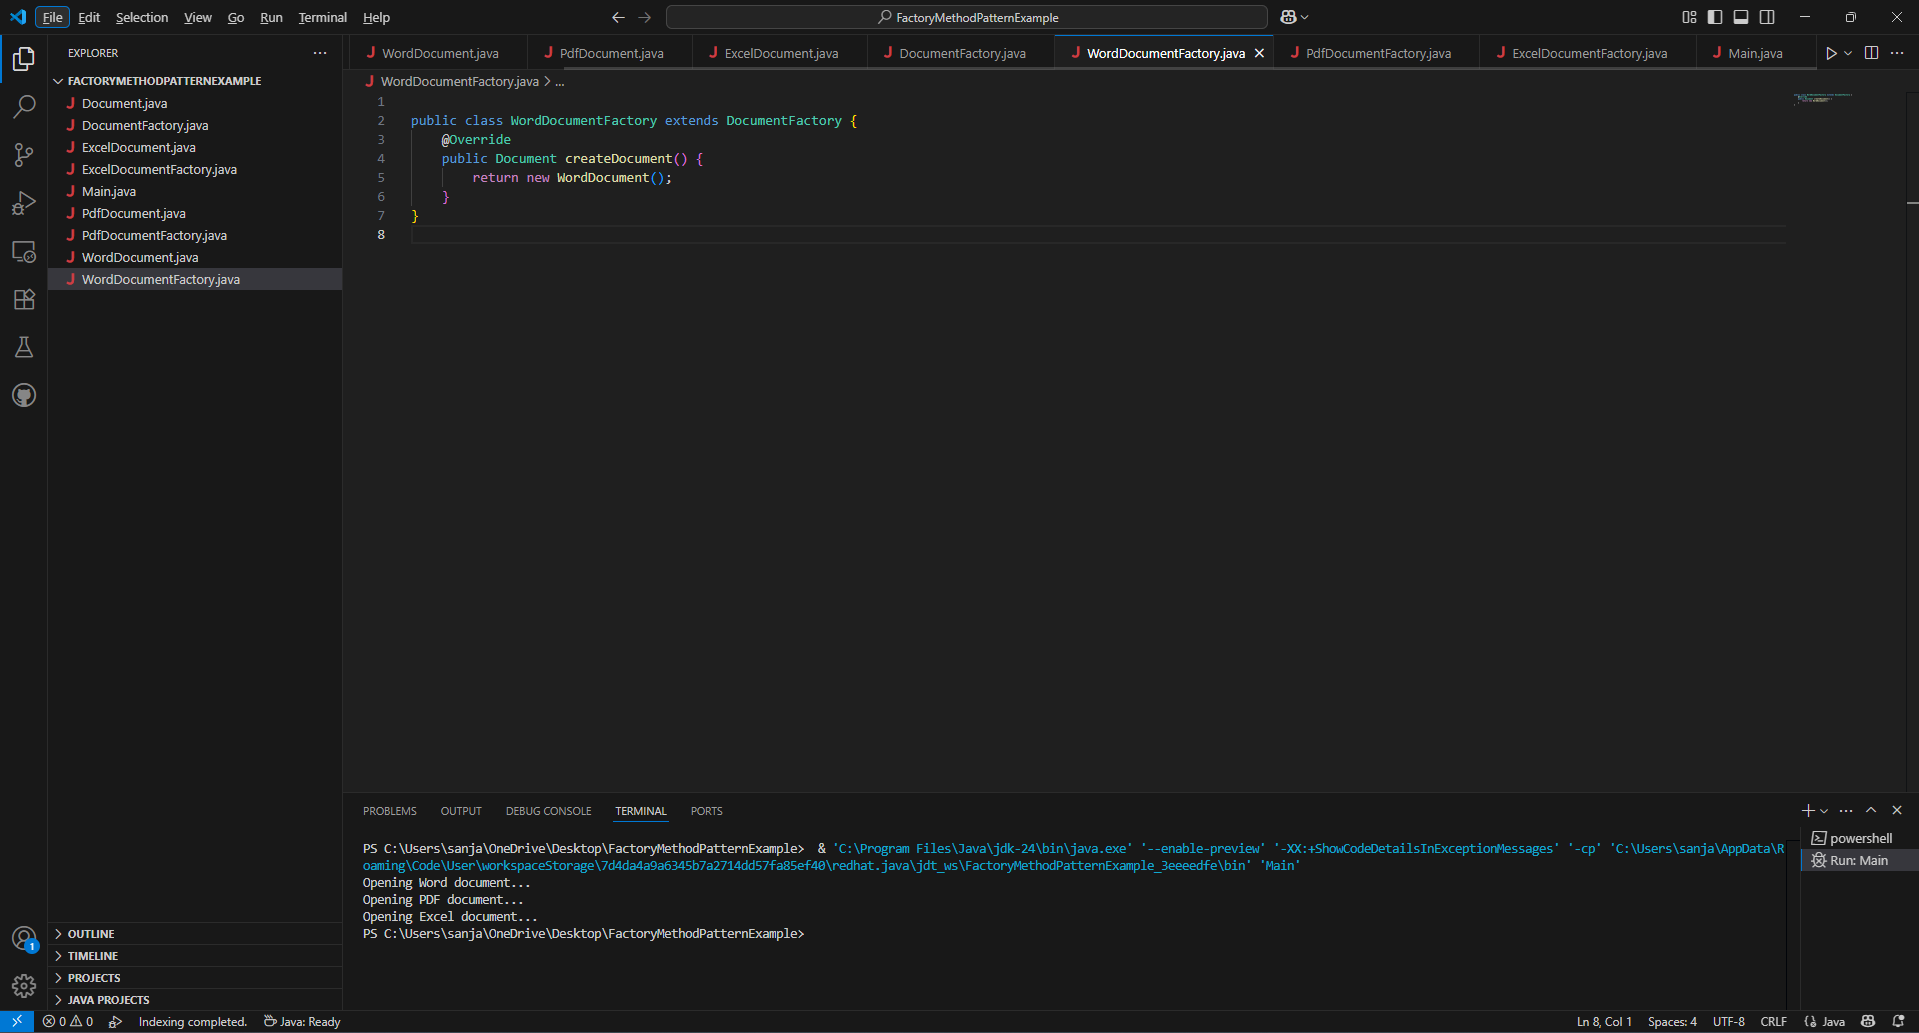 File Edit Selection View Go Run Terminal Help
FactoryMethodPatternExample
EXPLORER
FACTORYMETHODPATTERNEXAMPLE
Document.java
DocumentFactory.java
ExcelDocument.java
ExcelDocumentFactory.java
Main.java
PdfDocument.java
PdfDocumentFactory.java
WordDocument.java
WordDocumentFactory.java
OUTLINE
TIMELINE
PROJECTS
JAVA PROJECTS
WordDocument.java PdfDocument.java ExcelDocument.java DocumentFactory.java WordDocumentFactory.java PdfDocumentFactory.java ExcelDocumentFactory.java Main.java
WordDocumentFactory.java > ...
1
2 public class WordDocumentFactory extends DocumentFactory {
3 @Override
4 public Document createDocument() {
5 return new WordDocument();
6 }
7 }
8
PROBLEMS OUTPUT DEBUG CONSOLE TERMINAL PORTS
PS C:\Users\sanja\OneDrive\Desktop\FactoryMethodPatternExample> & 'C:\Program Files\Java\jdk-24\bin\java.exe' '--enable-preview' '-XX:+ShowCodeDetailsInExceptionMessages' '-cp' 'C:\Users\sanja\AppData\R
oaming\Code\User\workspaceStorage\7d4da4a9a6345b7a2714dd57fa85ef40\redhat.java\jdt_ws\FactoryMethodPatternExample_3eeeedfe\bin' 'Main'
Opening Word document...
Opening PDF document...
Opening Excel document...
PS C:\Users\sanja\OneDrive\Desktop\FactoryMethodPatternExample>
powershell
Run: Main
1
0 0 Indexing completed. Java: Ready
Ln 8, Col 1 Spaces: 4 UTF-8 CRLF Java